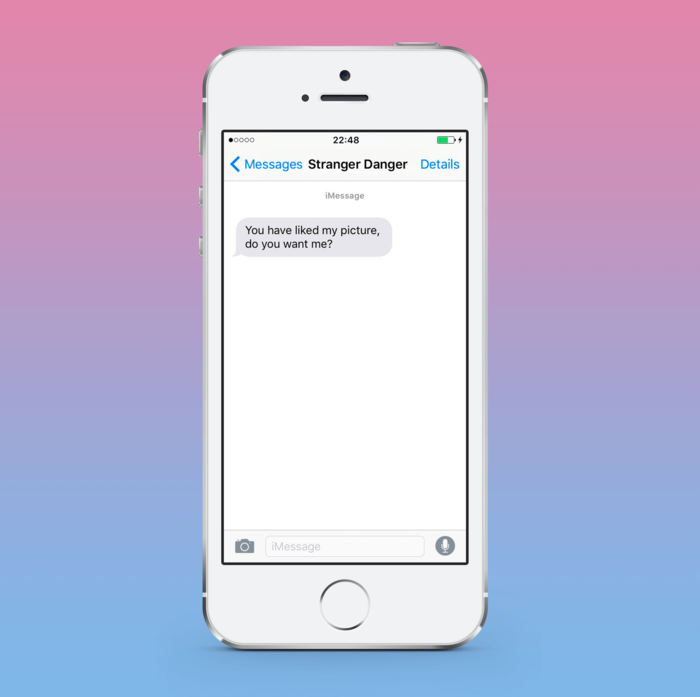 22:48
Messages Stranger Danger Details
iMessage
You have liked my picture,
do you want me?
iMessage